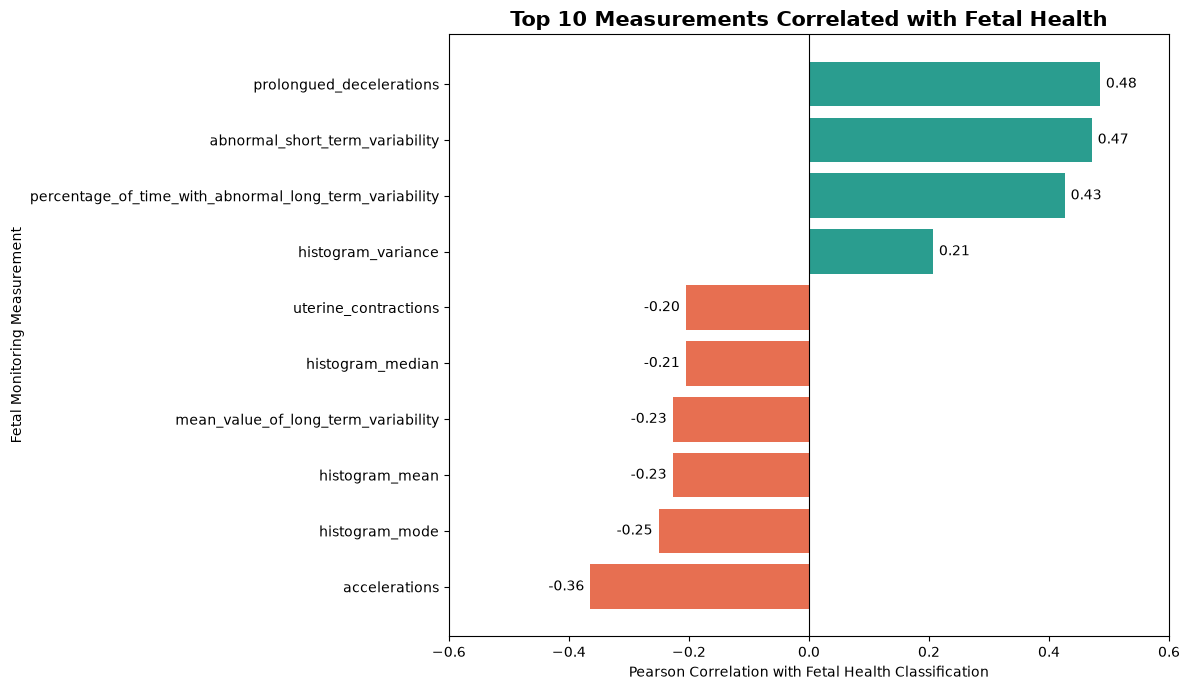 Top 10 Measurements Correlated with Fetal Health
Fetal Monitoring Measurement
prolongued_decelerations 0.48
abnormal_short_term_variability 0.47
percentage_of_time_with_abnormal_long_term_variability 0.43
histogram_variance 0.21
uterine_contractions -0.20
histogram_median -0.21
mean_value_of_long_term_variability -0.23
histogram_mean -0.23
histogram_mode -0.25
accelerations -0.36
−0.6 −0.4 −0.2 0.0 0.2 0.4 0.6
Pearson Correlation with Fetal Health Classification